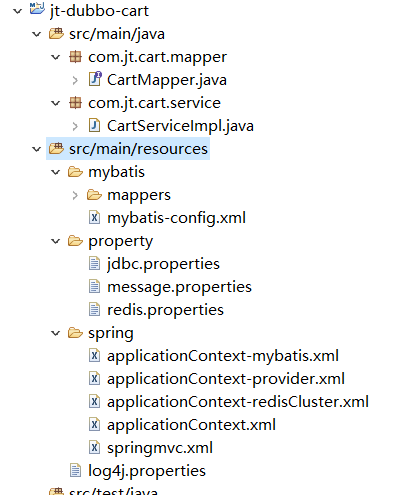 jt-dubbo-cart
src/main/java
com.jt.cart.mapper
CartMapper.java
com.jt.cart.service
CartServiceImpl.java
src/main/resources
mybatis
mappers
mybatis-config.xml
property
jdbc.properties
message.properties
redis.properties
spring
applicationContext-mybatis.xml
applicationContext-provider.xml
applicationContext-redisCluster.xml
applicationContext.xml
springmvc.xml
log4j.properties
src/test/java